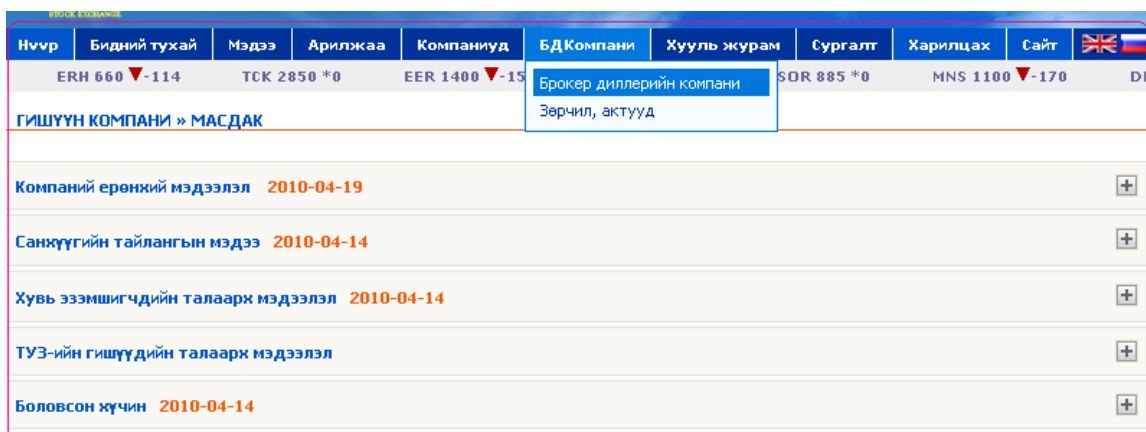 STOCK EXCHANGE
Нүүр Бидний тухай Мэдээ Арилжаа Компаниуд БДКомпани Хууль журам Сургалт Харилцах Сайт
ERH 660 ▼-114 TCK 2850 *0 EER 1400 ▼-15 SOR 885 *0 MNS 1100 ▼-170
Брокер диллерийн компани
Зөрчил, актууд
ГИШҮҮН КОМПАНИ » МАСДАК
Компаний ерөнхий мэдээлэл 2010-04-19
Санхүүгийн тайлангын мэдээ 2010-04-14
Хувь эзэмшигчдийн талаарх мэдээлэл 2010-04-14
ТУЗ-ийн гишүүдийн талаарх мэдээлэл
Боловсон хүчин 2010-04-14